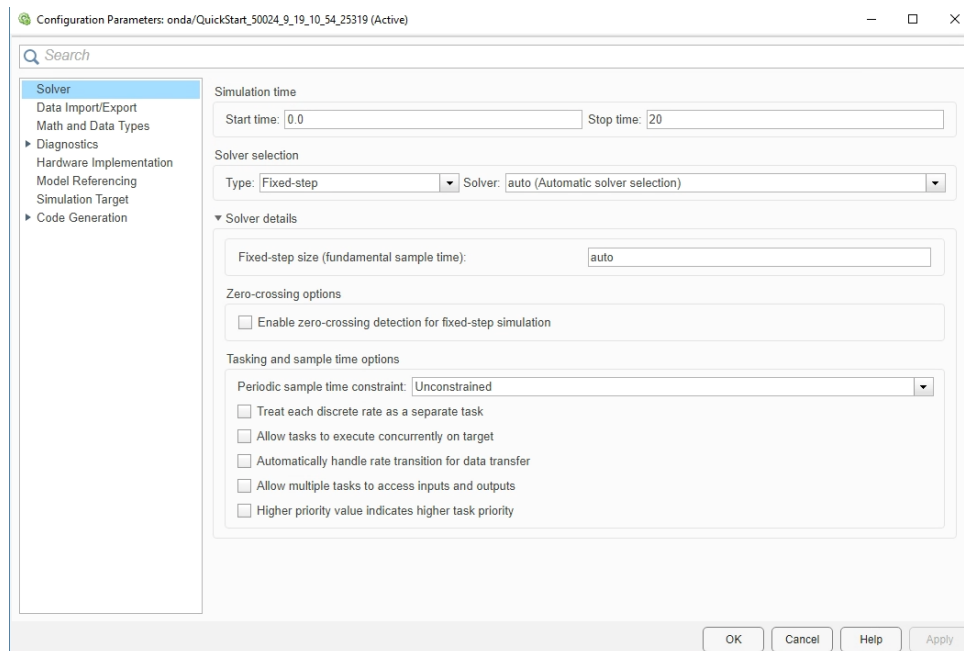 Configuration Parameters: onda/QuickStart_50024_9_19_10_54_25319 (Active)
Search
Solver
Data Import/Export
Math and Data Types
Diagnostics
Hardware Implementation
Model Referencing
Simulation Target
Code Generation
Simulation time
Start time: 0.0 Stop time: 20
Solver selection
Type: Fixed-step Solver: auto (Automatic solver selection)
Solver details
Fixed-step size (fundamental sample time): auto
Zero-crossing options
Enable zero-crossing detection for fixed-step simulation
Tasking and sample time options
Periodic sample time constraint: Unconstrained
Treat each discrete rate as a separate task
Allow tasks to execute concurrently on target
Automatically handle rate transition for data transfer
Allow multiple tasks to access inputs and outputs
Higher priority value indicates higher task priority
OK Cancel Help Apply